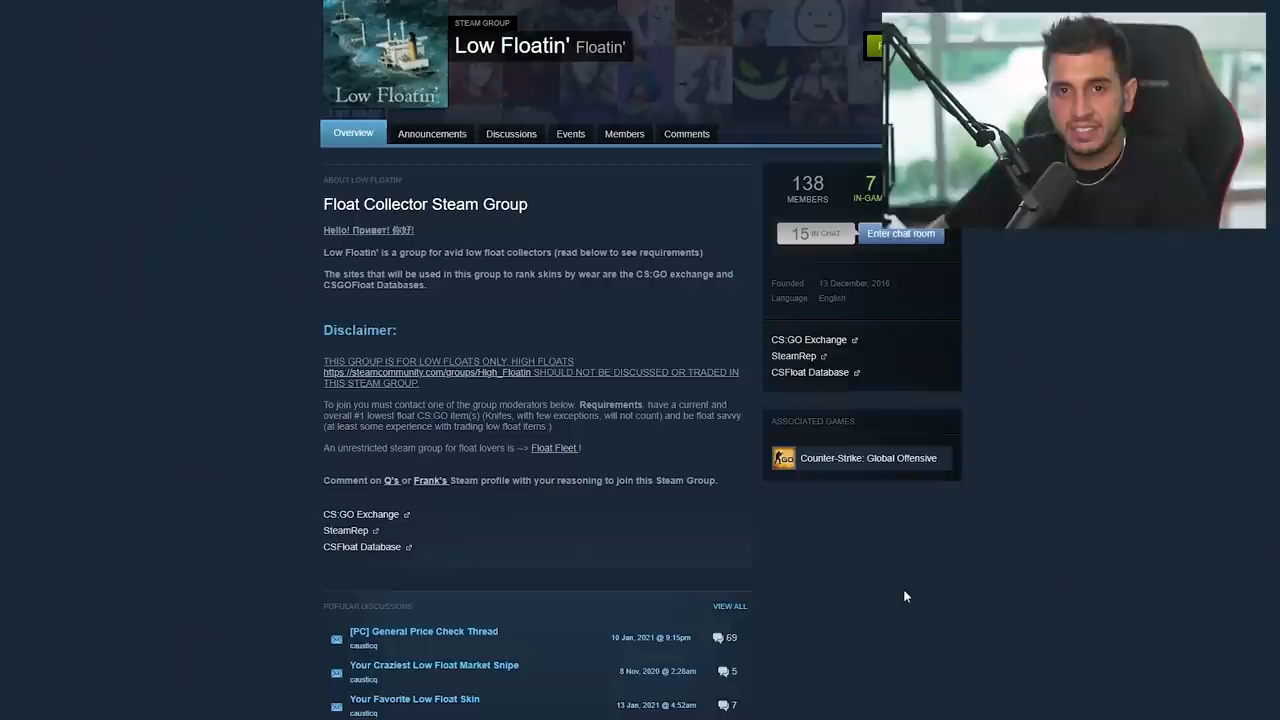 STEAM GROUP
Low Floatin' Floatin'
Low Floatin'
Overview
Announcements
Discussions
Events
Members
Comments
ABOUT LOW FLOATIN'
Float Collector Steam Group
Hello! Привет! 你好!
Low Floatin' is a group for avid low float collectors (read below to see requirements)
The sites that will be used in this group to rank skins by wear are the CS:GO exchange and
CSGOFloat Databases.
Disclaimer:
THIS GROUP IS FOR LOW FLOATS ONLY, HIGH FLOATS
https://steamcommunity.com/groups/High_Floatin SHOULD NOT BE DISCUSSED OR TRADED IN
THIS STEAM GROUP.
To join you must contact one of the group moderators below. Requirements: have a current and
overall #1 lowest float CS:GO item(s) (Knifes, with few exceptions, will not count) and be float savvy
(at least some experience with trading low float items.)
An unrestricted steam group for float lovers is --> Float Fleet !
Comment on Q's or Frank's Steam profile with your reasoning to join this Steam Group.
CS:GO Exchange
SteamRep
CSFloat Database
POPULAR DISCUSSIONS
VIEW ALL
[PC] General Price Check Thread
causticq
10 Jan, 2021 @ 9:15pm
69
Your Craziest Low Float Market Snipe
causticq
8 Nov, 2020 @ 2:28am
5
Your Favorite Low Float Skin
causticq
13 Jan, 2021 @ 4:52am
7
138
MEMBERS
7
IN-GAM
15 IN CHAT
Enter chat room
Founded 13 December, 2016
Language English
CS:GO Exchange
SteamRep
CSFloat Database
ASSOCIATED GAMES
GO
Counter-Strike: Global Offensive